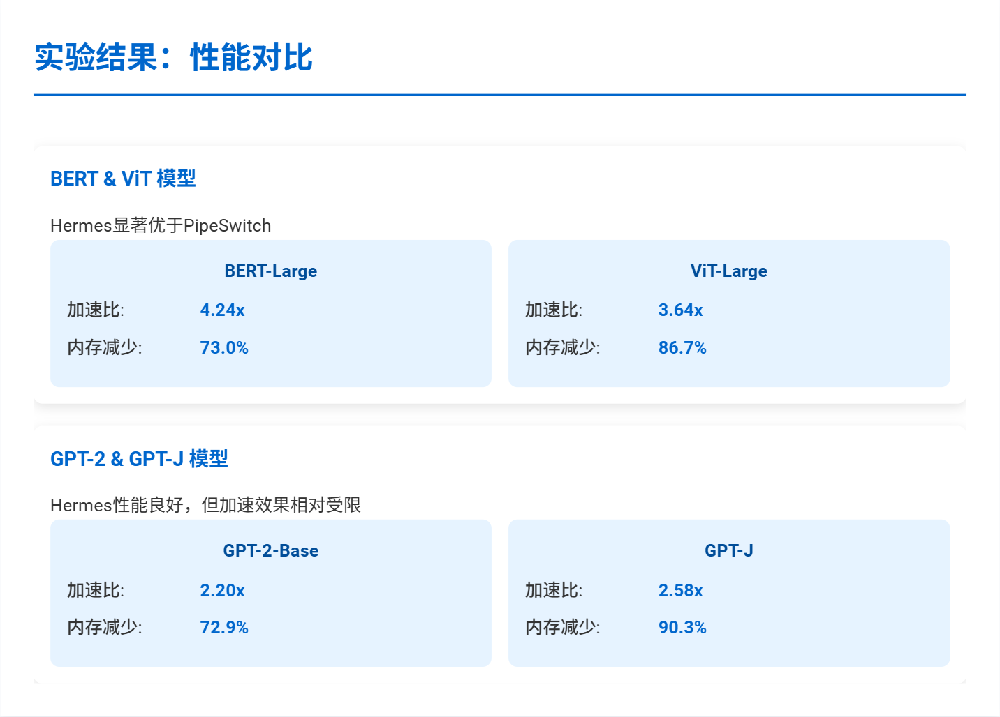 实验结果：性能对比
BERT & ViT 模型
Hermes显著优于PipeSwitch
BERT-Large
加速比: 4.24x
内存减少: 73.0%
ViT-Large
加速比: 3.64x
内存减少: 86.7%
GPT-2 & GPT-J 模型
Hermes性能良好，但加速效果相对受限
GPT-2-Base
加速比: 2.20x
内存减少: 72.9%
GPT-J
加速比: 2.58x
内存减少: 90.3%